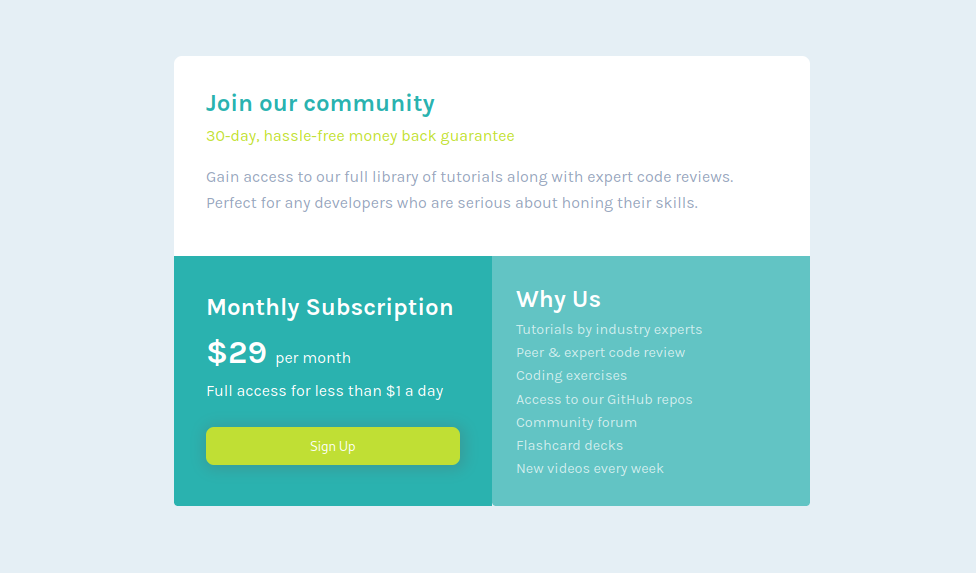 Join our community
30-day, hassle-free money back guarantee
Gain access to our full library of tutorials along with expert code reviews.
Perfect for any developers who are serious about honing their skills.
Monthly Subscription
$29 per month
Full access for less than $1 a day
Sign Up
Why Us
Tutorials by industry experts
Peer & expert code review
Coding exercises
Access to our GitHub repos
Community forum
Flashcard decks
New videos every week